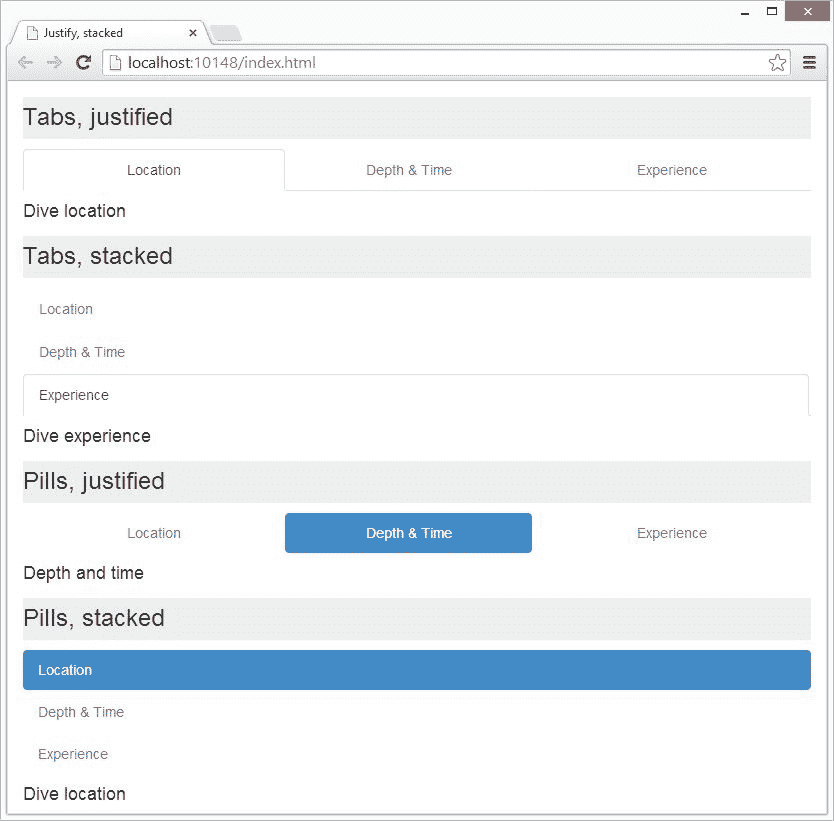 Justify, stacked
localhost:10148/index.html
Tabs, justified
Location Depth & Time Experience
Dive location
Tabs, stacked
Location
Depth & Time
Experience
Dive experience
Pills, justified
Location Depth & Time Experience
Depth and time
Pills, stacked
Location
Depth & Time
Experience
Dive location